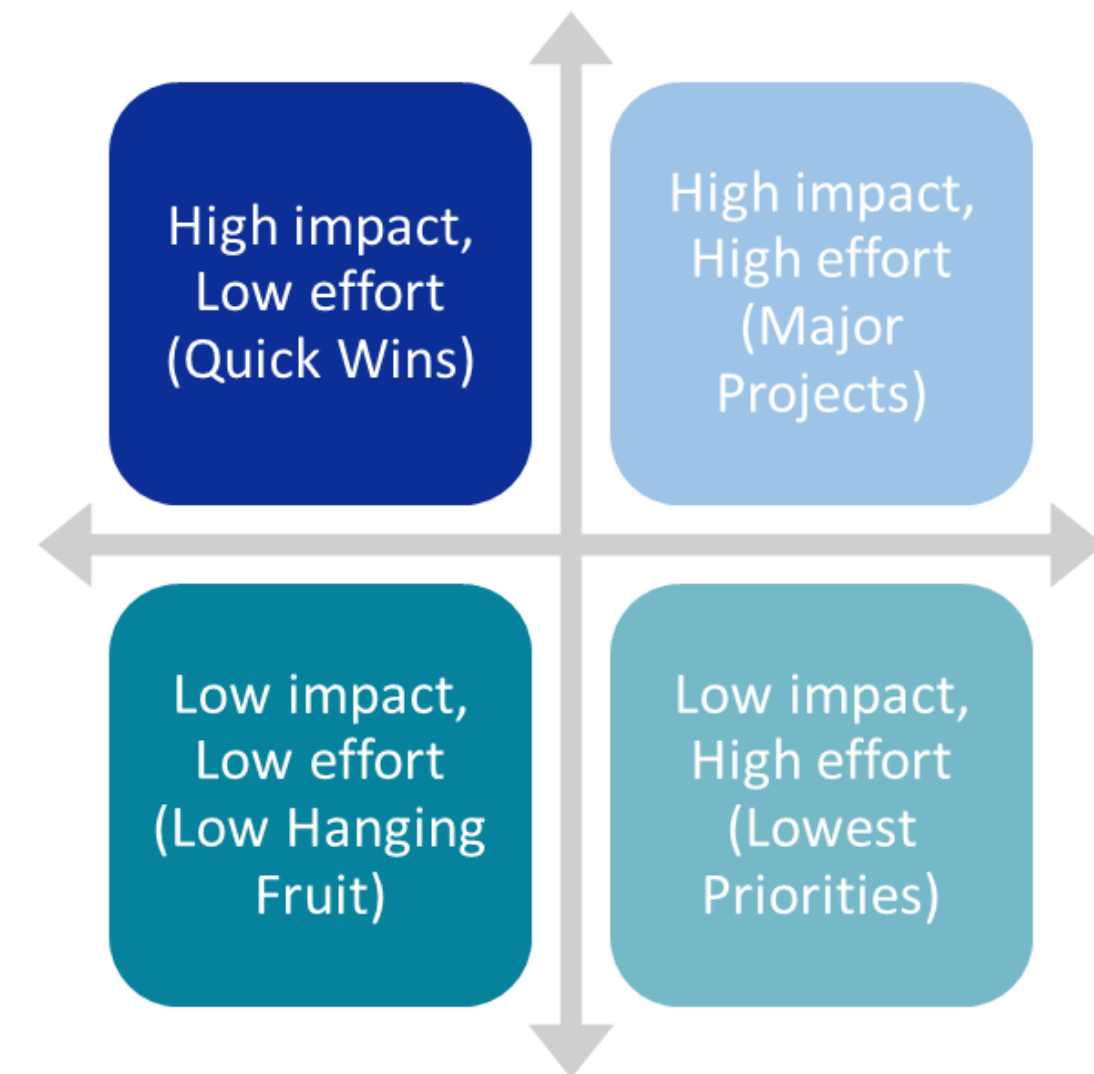 High impact,
Low effort
(Quick Wins)
High impact,
High effort
(Major
Projects)
Low impact,
Low effort
(Low Hanging
Fruit)
Low impact,
High effort
(Lowest
Priorities)